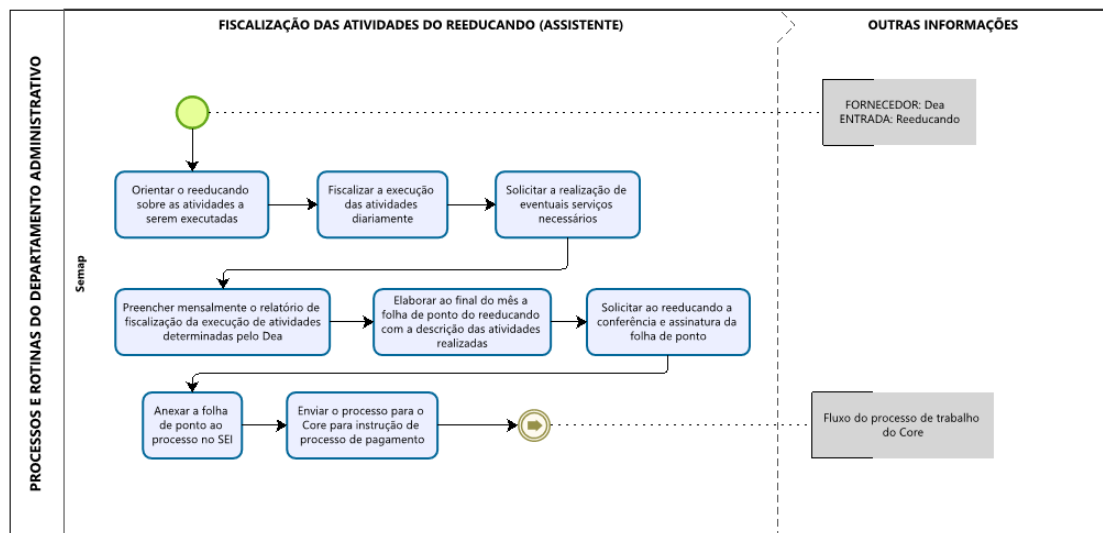 FISCALIZAÇÃO DAS ATIVIDADES DO REEDUCANDO (ASSISTENTE)
OUTRAS INFORMAÇÕES
PROCESSOS E ROTINAS DO DEPARTAMENTO ADMINISTRATIVO
Semap
FORNECEDOR: Dea
ENTRADA: Reeducando
Orientar o reeducando
sobre as atividades a
serem executadas
Fiscalizar a execução
das atividades
diariamente
Solicitar a realização de
eventuais serviços
necessários
Preencher mensalmente o relatório de
fiscalização da execução de atividades
determinadas pelo Dea
Elaborar ao final do mês a
folha de ponto do reeducando
com a descrição das atividades
realizadas
Solicitar ao reeducando a
conferência e assinatura da
folha de ponto
Anexar a folha
de ponto ao
processo no SEI
Enviar o processo para o
Core para instrução de
processo de pagamento
Fluxo do processo de trabalho
do Core